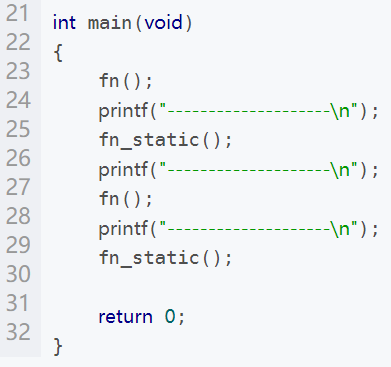 21 int main(void)
22 {
23     fn();
24     printf("--------------------\n");
25     fn_static();
26     printf("--------------------\n");
27     fn();
28     printf("--------------------\n");
29     fn_static();
30
31     return 0;
32 }